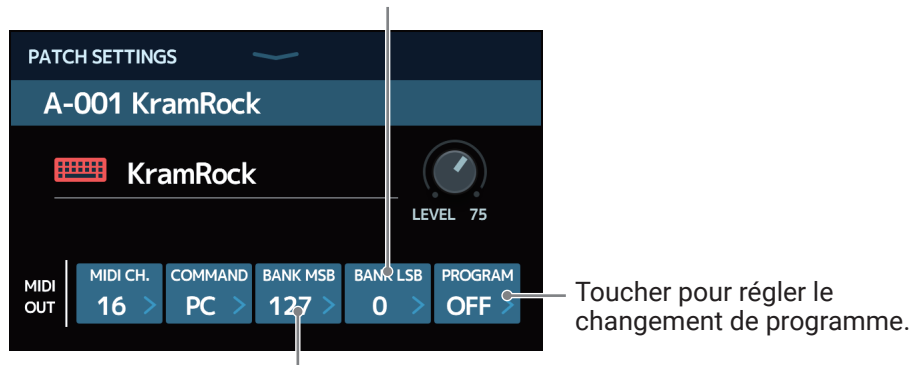 PATCH SETTINGS
A-001 KramRock
KramRock
LEVEL 75
MIDI OUT
MIDI CH. COMMAND BANK MSB BANK LSB PROGRAM
16 PC 127 0 OFF
Toucher pour régler le
changement de programme.